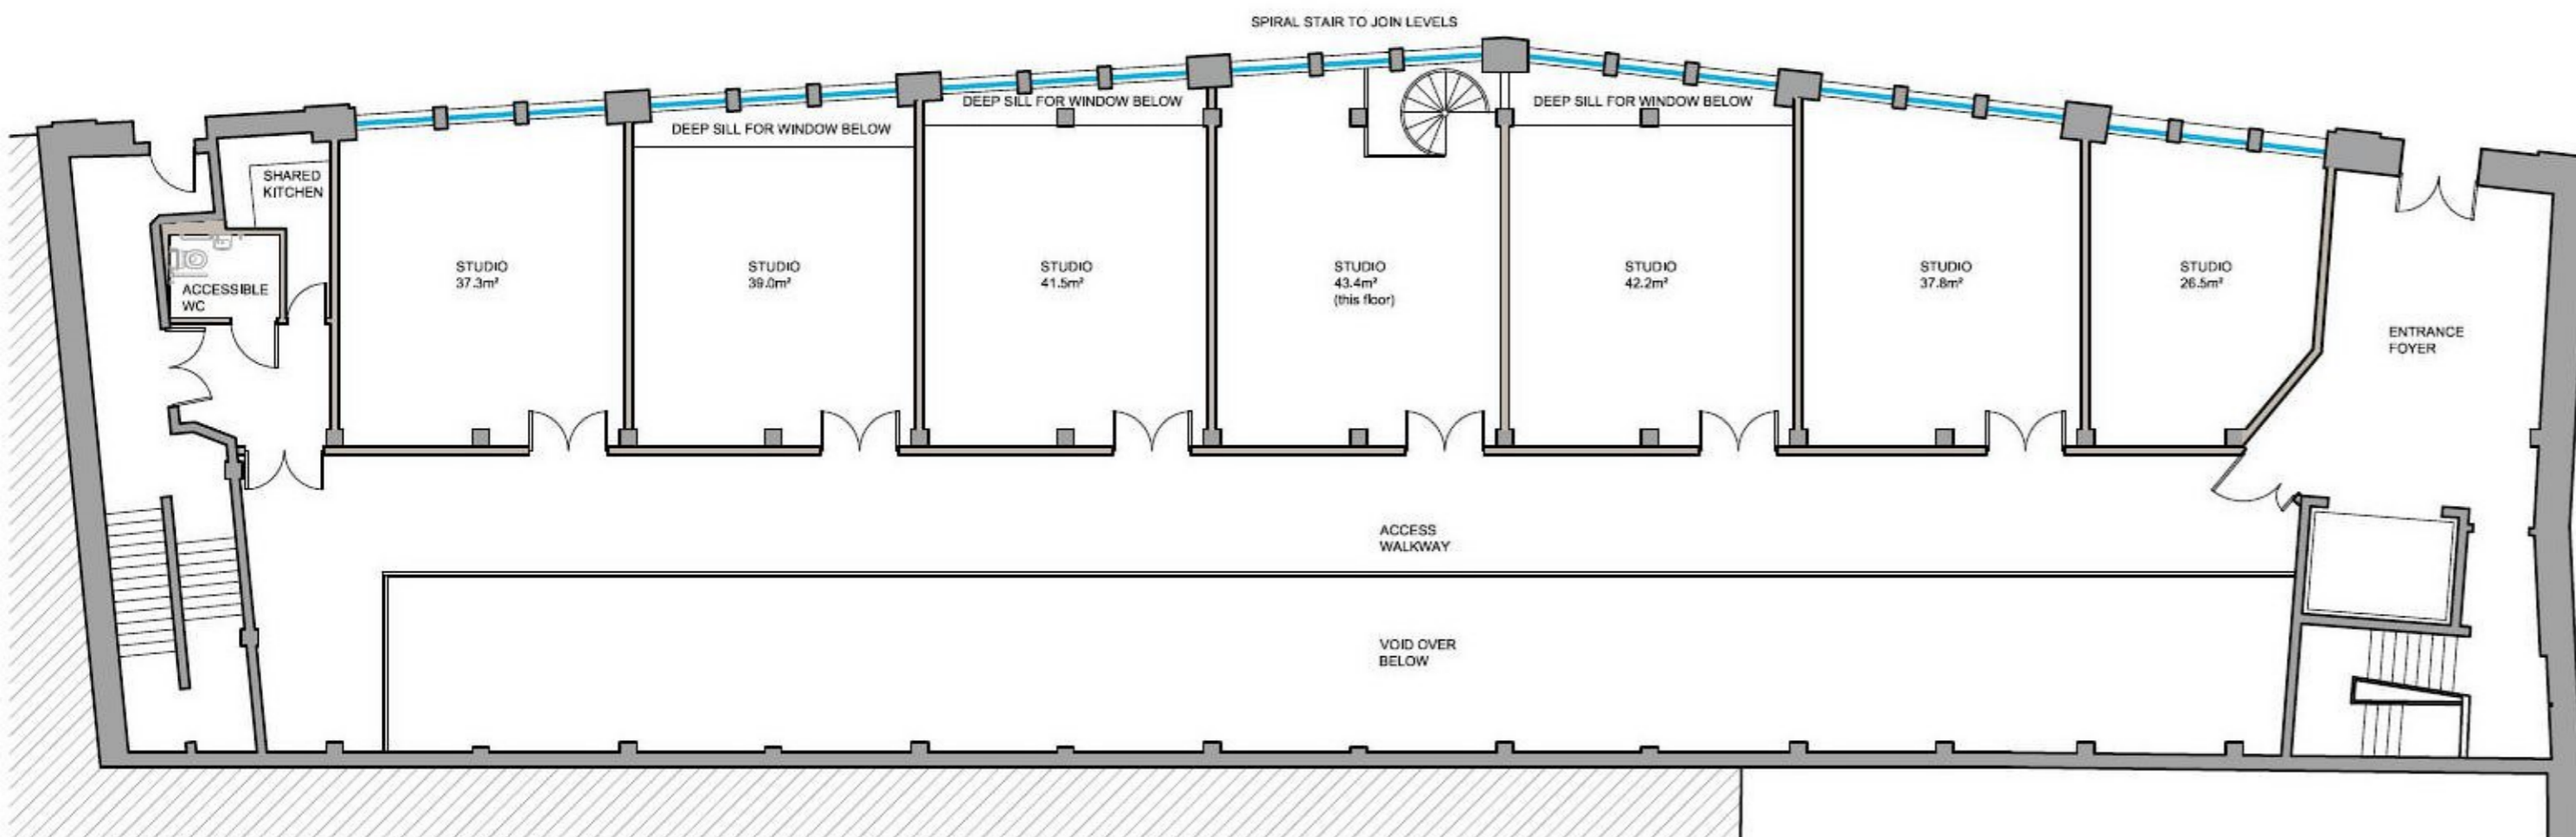 SPIRAL STAIR TO JOIN LEVELS
DEEP SILL FOR WINDOW BELOW
DEEP SILL FOR WINDOW BELOW
DEEP SILL FOR WINDOW BELOW
SHARED
KITCHEN
ACCESSIBLE
WC
STUDIO
37.3m²
STUDIO
39.0m²
STUDIO
41.5m²
STUDIO
43.4m²
(this floor)
STUDIO
42.2m²
STUDIO
37.8m²
STUDIO
26.5m²
ENTRANCE
FOYER
ACCESS
WALKWAY
VOID OVER
BELOW